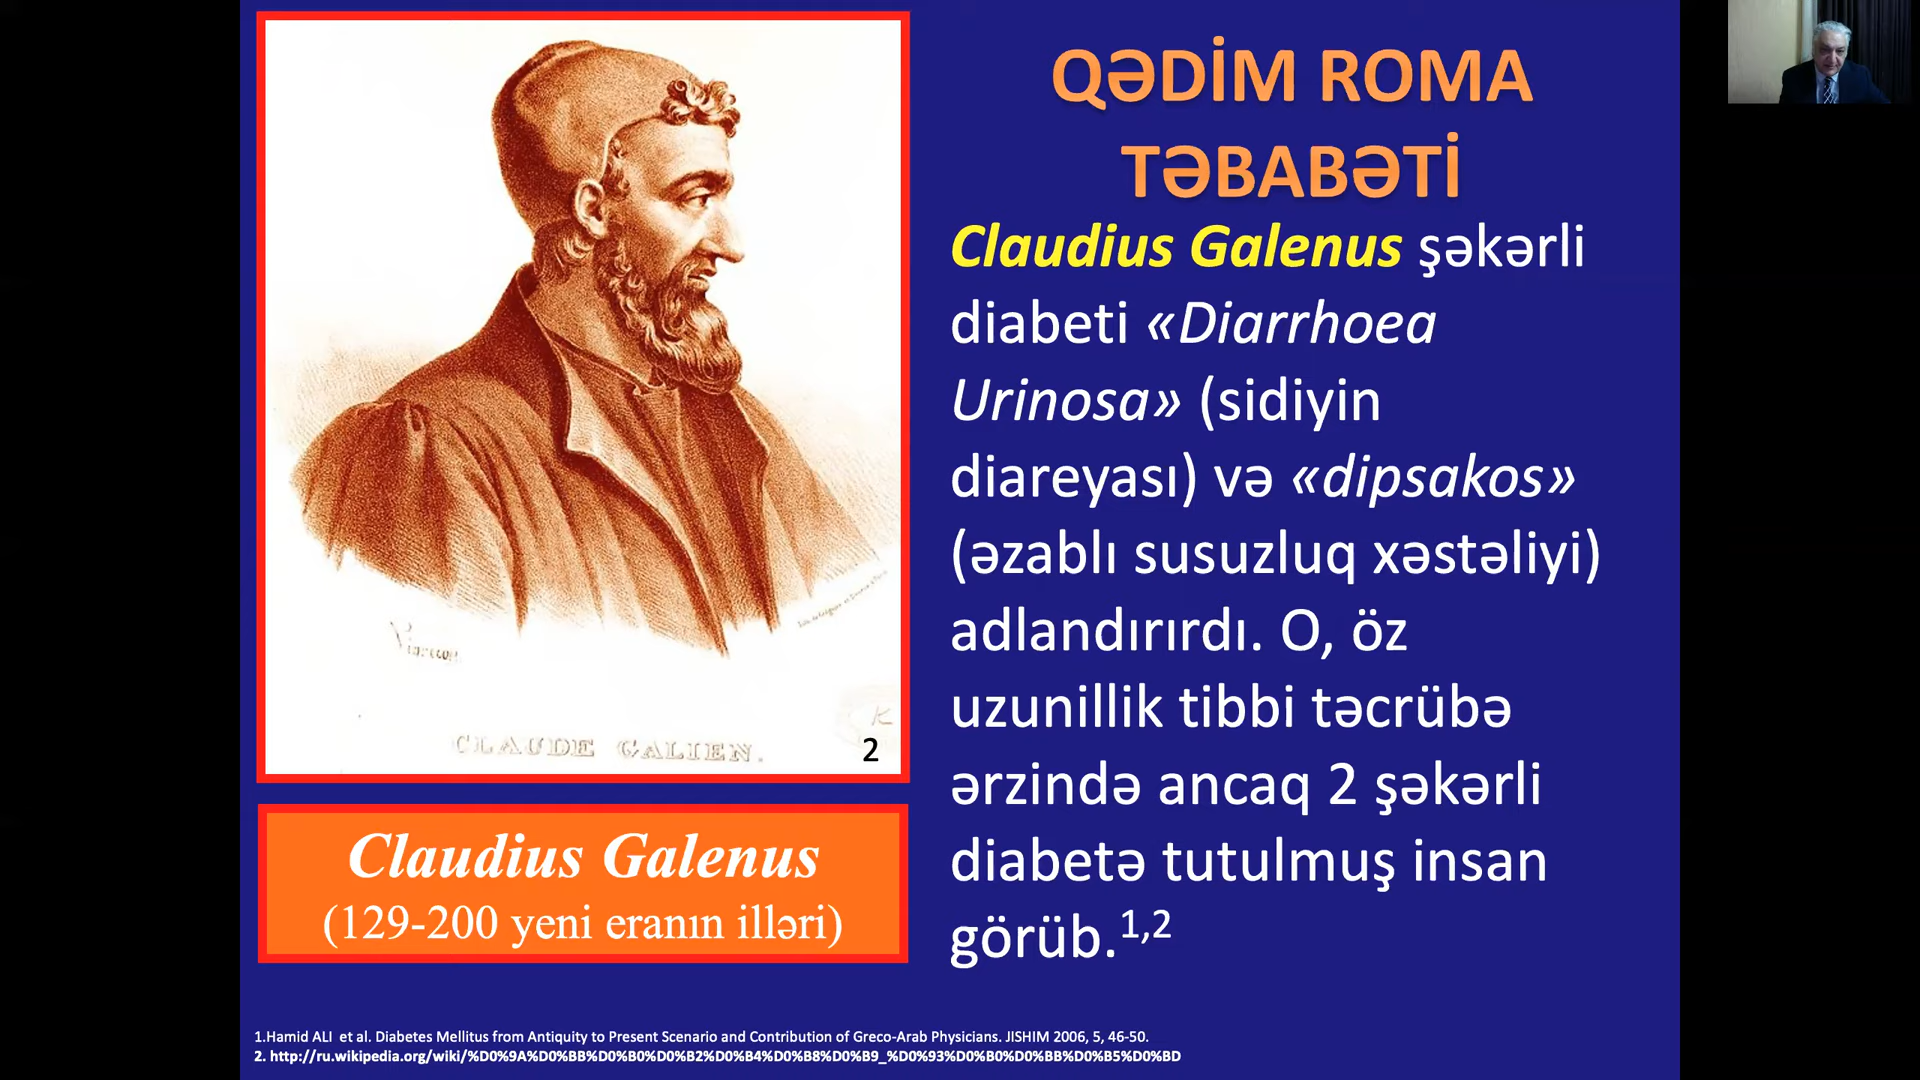 QƏDİM ROMA
TƏBABƏTİ
Claudius Galenus şəkərli
diabeti «Diarrhoea
Urinosa» (sidiyin
diareyası) və «dipsakos»
(əzablı susuzluq xəstəliyi)
adlandırırdı. O, öz
uzunillik tibbi təcrübə
ərzində ancaq 2 şəkərli
diabetə tutulmuş insan
görüb.1,2
CLAUDE GALIEN.
2
Claudius Galenus
(129-200 yeni eranın illəri)
1.Hamid ALI et al. Diabetes Mellitus from Antiquity to Present Scenario and Contribution of Greco-Arab Physicians. JISHIM 2006, 5, 46-50.
2. http://ru.wikipedia.org/wiki/%D0%9A%D0%BB%D0%B0%D0%B2%D0%B4%D0%B8%D0%B9_%D0%93%D0%B0%D0%BB%D0%B5%D0%BD